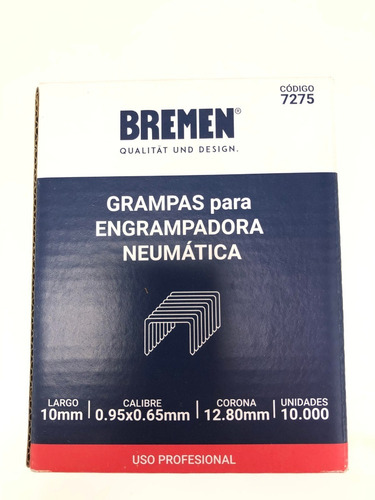 CÓDIGO
7275
BREMEN®
QUALITÄT UND DESIGN.
GRAMPAS para
ENGRAMPADORA
NEUMÁTICA
LARGO
10mm
CALIBRE
0.95x0.65mm
CORONA
12.80mm
UNIDADES
10.000
USO PROFESIONAL